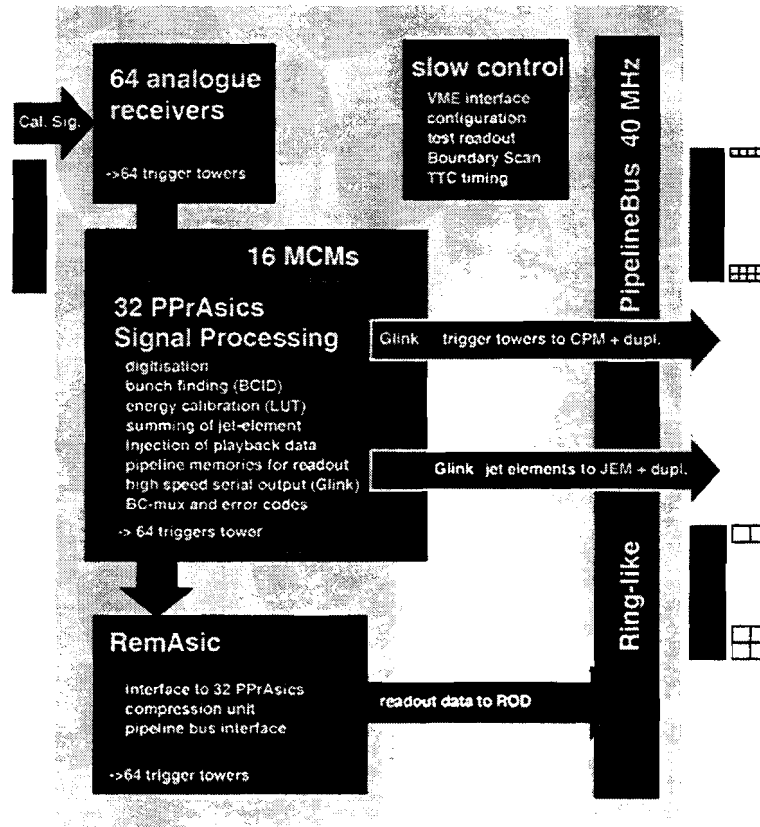 64 analogue
receivers
->64 trigger towers
Cal. Sig.
slow control
VME interface
configuration
test readout
Boundary Scan
TTC timing
Ring-like PipelineBus 40 MHz
16 MCMs
32 PPrAsics
Signal Processing
digitisation
bunch finding (BCID)
energy calibration (LUT)
summing of jet-element
Injection of playback data
pipeline memories for readout
high speed serial output (Glink)
BC-mux and error codes
-> 64 triggers tower
Glink trigger towers to CPM + dupl.
Glink jet elements to JEM + dupl.
RemAsic
interface to 32 PPrAsics
compression unit
pipeline bus interface
->64 trigger towers
readout data to ROD